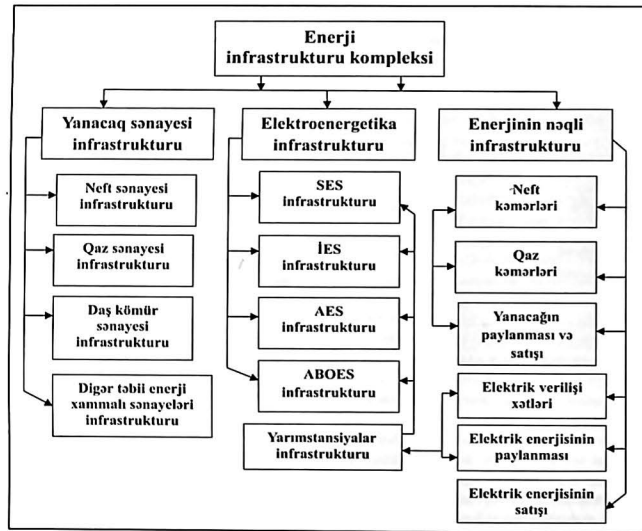 Enerji
infrastrukturu kompleksi
Yanacaq sənayesi
infrastrukturu
Neft sənayesi
infrastrukturu
Qaz sənayesi
infrastrukturu
Daş kömür
sənayesi
infrastrukturu
Digər təbii enerji
xammalı sənayeləri
infrastrukturu
Elektroenergetika
infrastrukturu
SES
infrastrukturu
İES
infrastrukturu
AES
infrastrukturu
ABOES
infrastrukturu
Yarımstansiyalar
infrastrukturu
Enerjinin nəqli
infrastrukturu
Neft
kəmərləri
Qaz
kəmərləri
Yanacağın
paylanması və
satışı
Elektrik verilişi
xətləri
Elektrik enerjisinin
paylanması
Elektrik enerjisinin
satışı